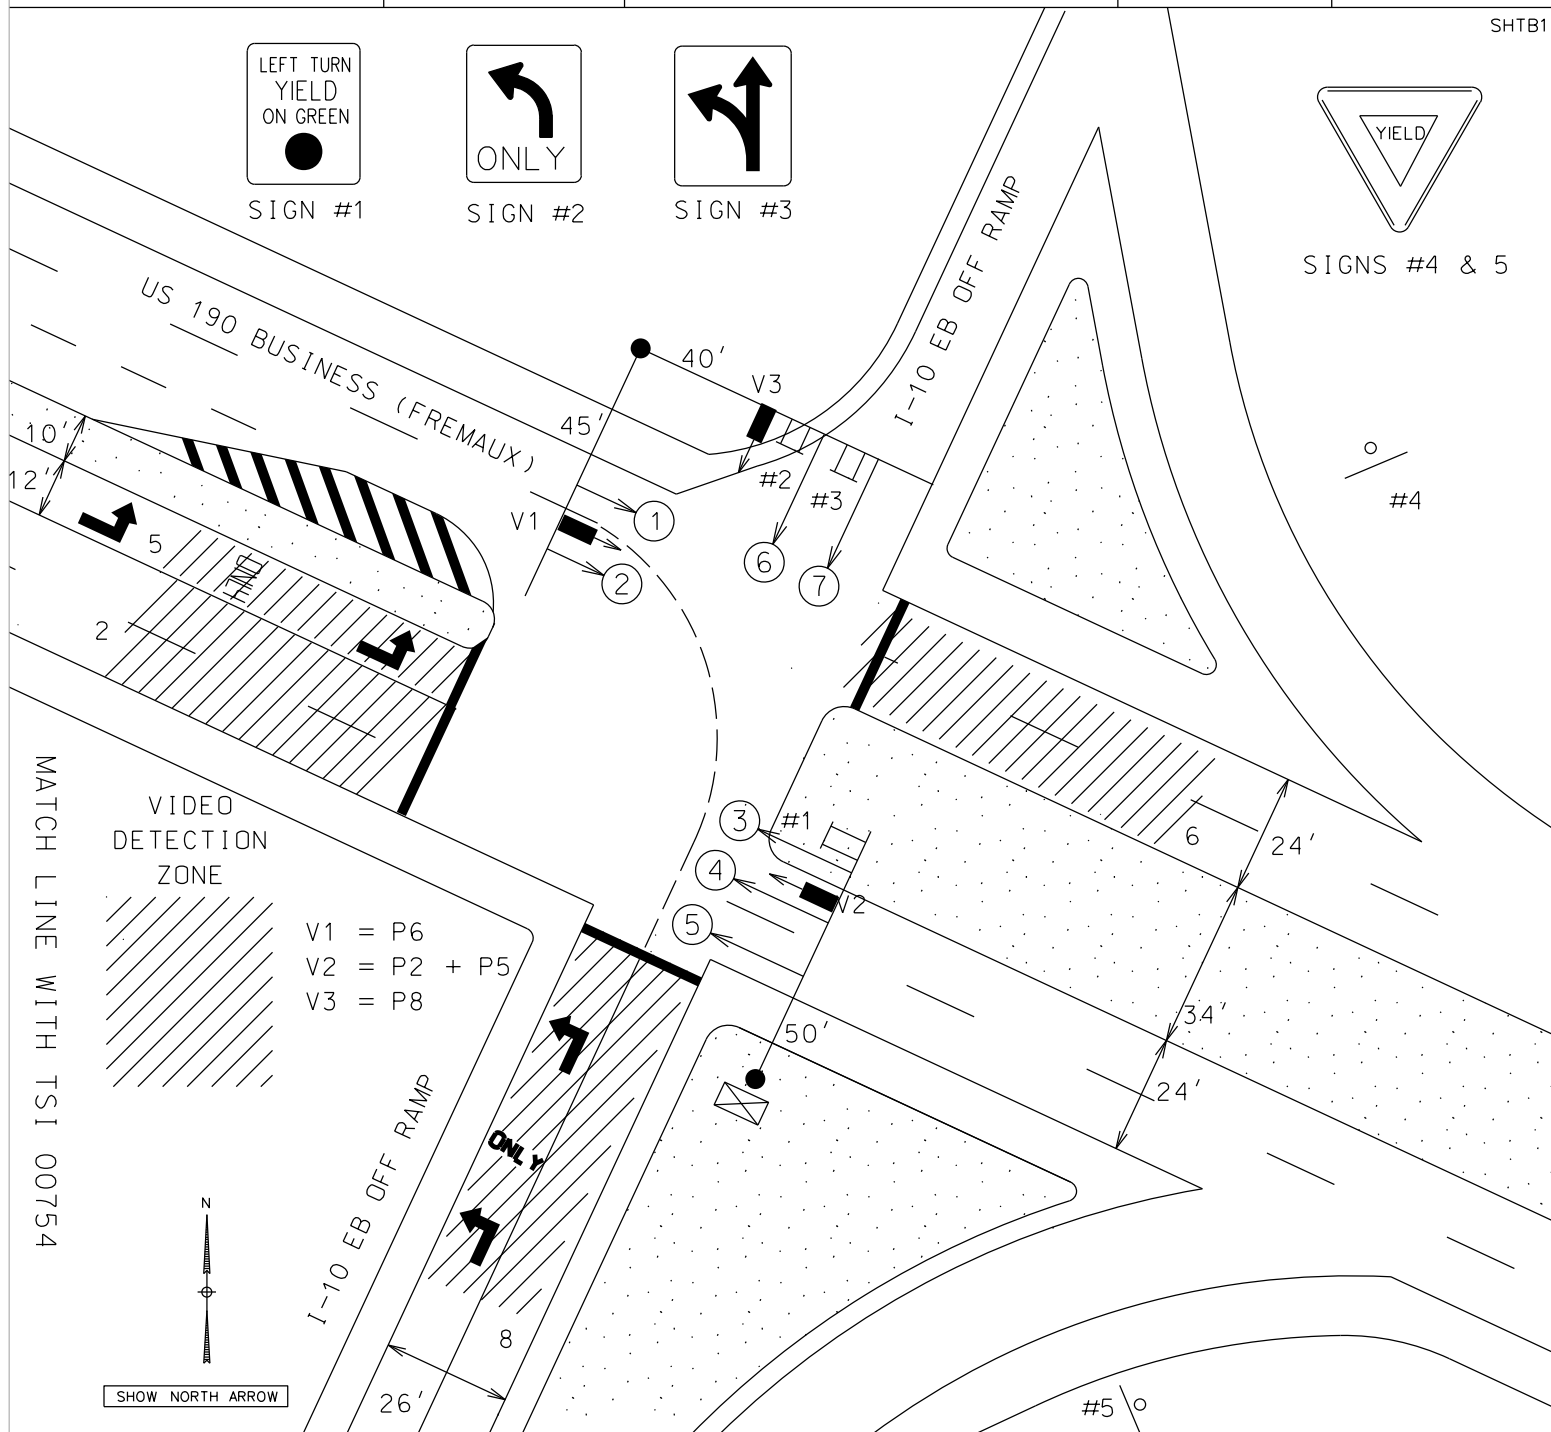 SHTB1
LEFT TURN
YIELD
ON GREEN
SIGN #1
ONLY
SIGN #2
SIGN #3
YIELD
SIGNS #4 & 5
US 190 BUSINESS (FREMAUX)
I-10 EB OFF RAMP
40'
V3
45'
#2
#3
V1
1
2
6
7
#4
10'
12'
5
ONLY
2
3
#1
4
V2
5
6
24'
34'
24'
50'
MATCH LINE WITH TSI 00754
VIDEO
DETECTION
ZONE
V1 = P6
V2 = P2 + P5
V3 = P8
I-10 EB OFF RAMP
ONLY
8
26'
N
SHOW NORTH ARROW
#5